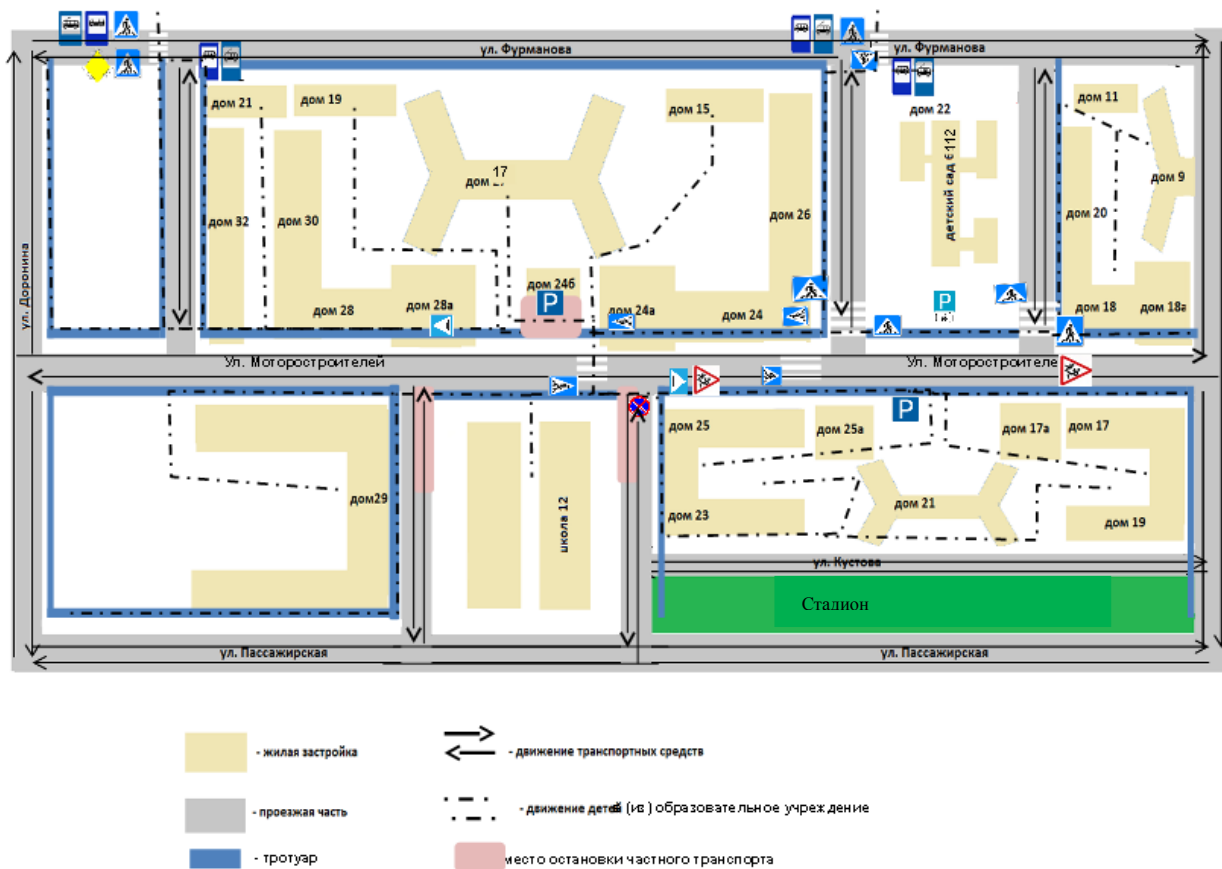 ул. Фурманова
ул. Фурманова
дом 21
дом 19
дом 15
дом 22
дом 11
17
дом
дом 9
детский сад 6112
дом 32
дом 30
дом 26
дом 20
ул. Доронина
дом 24б
P
P
дом 28
дом 28а
дом 24а
дом 24
дом 18
дом 18а
Ул. Моторостроителей
Ул. Моторостроителе
P
дом 25
дом 25а
дом 17а
дом 17
дом29
школа 12
дом 23
дом 21
дом 19
ул. Кустова
Сталион
ул. Пассажирская
ул. Пассажирская
- жилая застройка
- движение транспортных средств
- проезжая часть
- движение детей (из) образовательное учреждение
- тротуар
место остановки частного транспорта